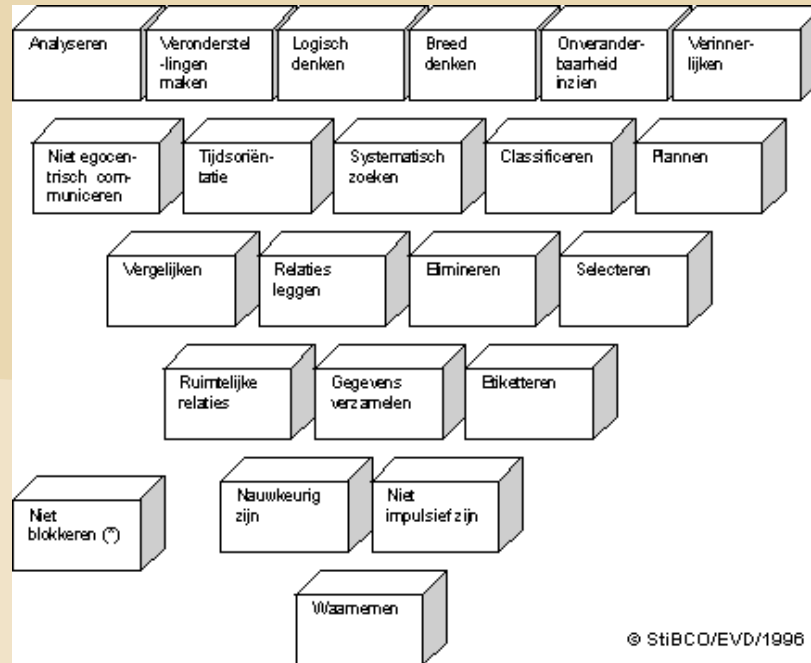 Analyseren
Veronderstel
-lingen
maken
Logisch
denken
Breed
denken
Onverander-
baarheid
inzien
Verinner-
lijken
Niet egocen-
trisch com-
municeren
Tijdsoriën-
tatie
Systematisch
zoeken
Classificeren
Plannen
Vergelijken
Relaties
leggen
Elimineren
Selecteren
Ruimtelijke
relaties
Gegevens
verzamelen
Etiketteren
Niet
blokkeren (*)
Nauwkeurig
zijn
Niet
impulsief zijn
Waarnemen
© StiBCO/EVD/1996